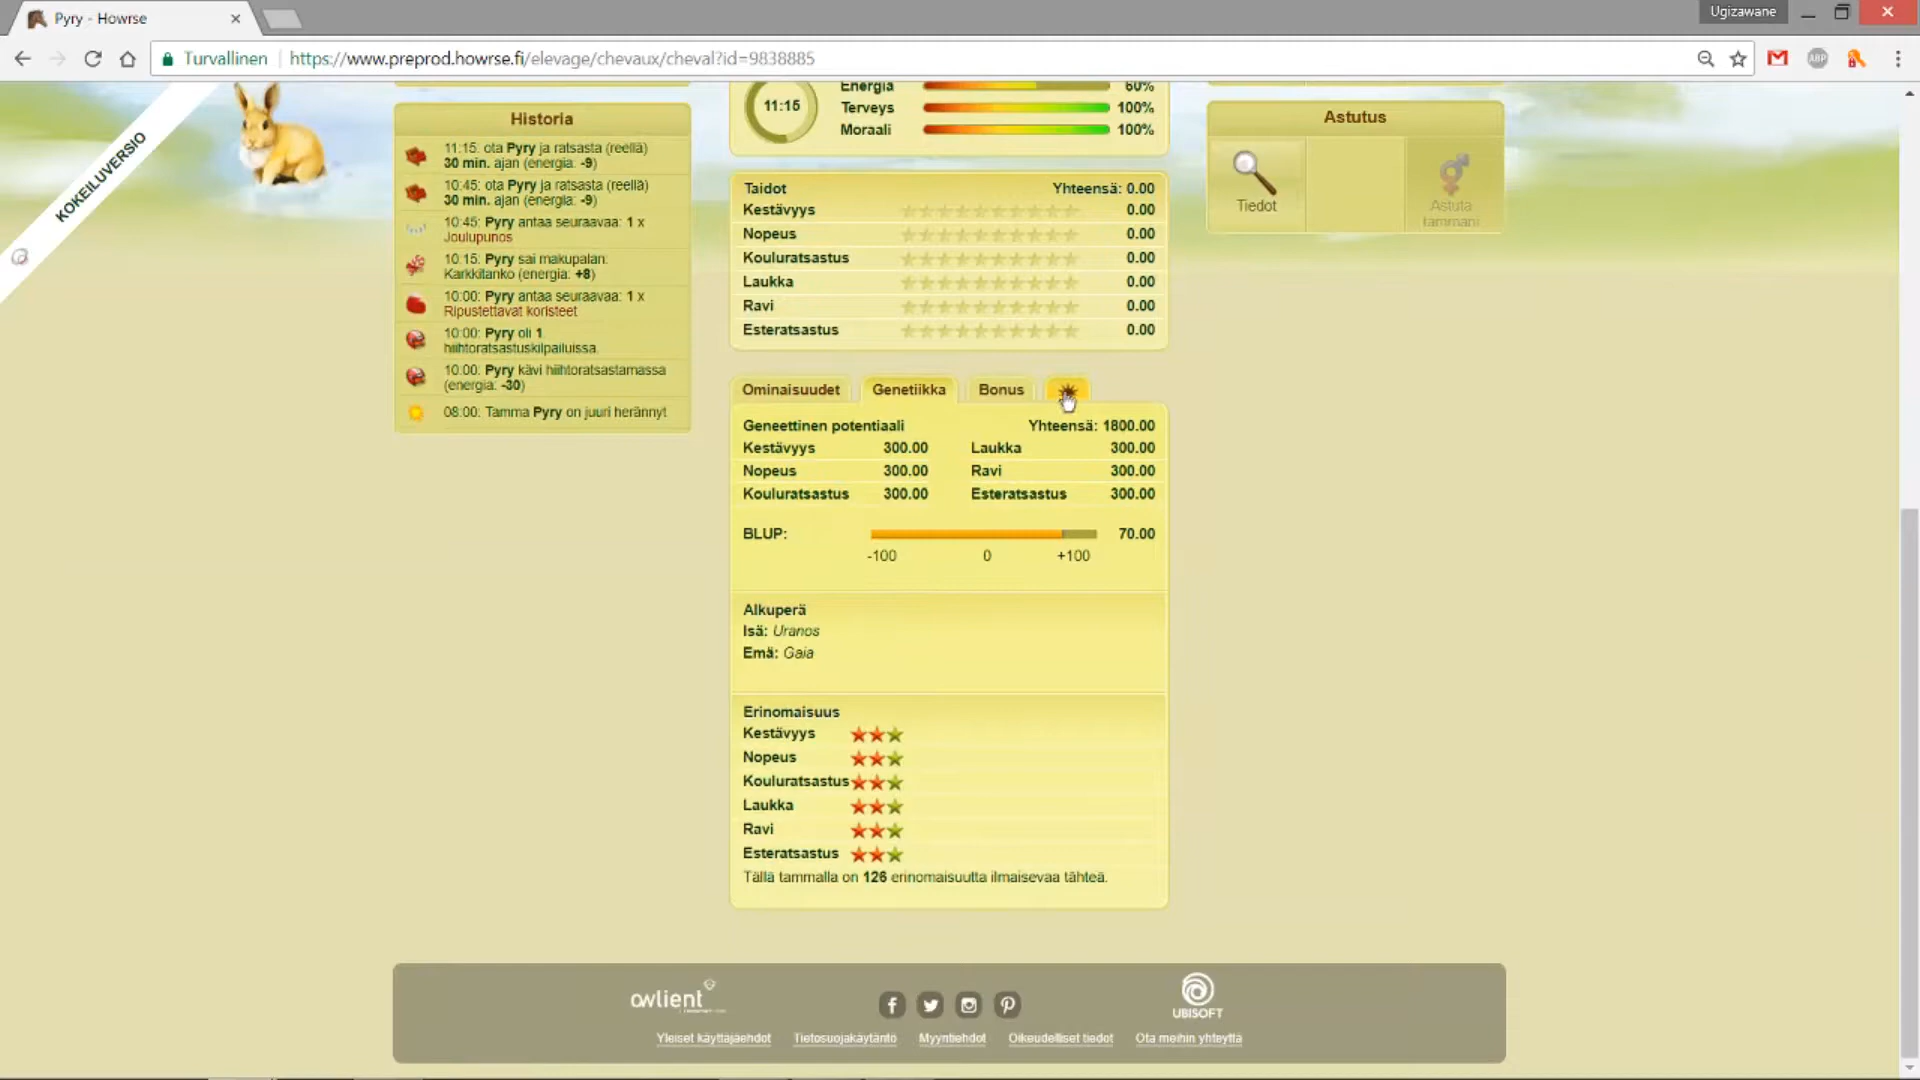 Pyry - Howrse
Ugizawane
Turvallinen
https://www.preprod.howrse.fi/elevage/chevaux/cheval?id=9838885
KOKEILUVERSIO
Historia
11:15: ota Pyry ja ratsasta (reellä)
30 min. ajan (energia: -9)
10:45: ota Pyry ja ratsasta (reellä)
30 min. ajan (energia: -9)
10:45: Pyry antaa seuraavaa: 1 x
Joulupunos
10:15: Pyry sai makupalan:
Karkkitanko (energia: +8)
10:00: Pyry antaa seuraavaa: 1 x
Ripustettavat koristeet
10:00: Pyry oli 1
hiihtoratsastuskilpailuissa.
10:00: Pyry kävi hiihtoratsastamassa
(energia: -30)
08:00: Tamma Pyry on juuri herännyt
11:15
Energia 60%
Terveys 100%
Moraali 100%
Taidot Yhteensä: 0.00
Kestävyys 0.00
Nopeus 0.00
Kouluratsastus 0.00
Laukka 0.00
Ravi 0.00
Esteratsastus 0.00
Ominaisuudet Genetiikka Bonus
Geneettinen potentiaali Yhteensä: 1800.00
Kestävyys 300.00 Laukka 300.00
Nopeus 300.00 Ravi 300.00
Kouluratsastus 300.00 Esteratsastus 300.00
BLUP: 70.00
-100 0 +100
Alkuperä
Isä: Uranos
Emä: Gaia
Erinomaisuus
Kestävyys
Nopeus
Kouluratsastus
Laukka
Ravi
Esteratsastus
Tällä tammalla on 126 erinomaisuutta ilmaisevaa tähteä.
Astutus
Tiedot
Astuta
tammani
owlient
UBISOFT
Yleiset käyttäjäehdot Tietosuojakäytäntö Myyntiehdot Oikeudelliset tiedot Ota meihin yhteyttä